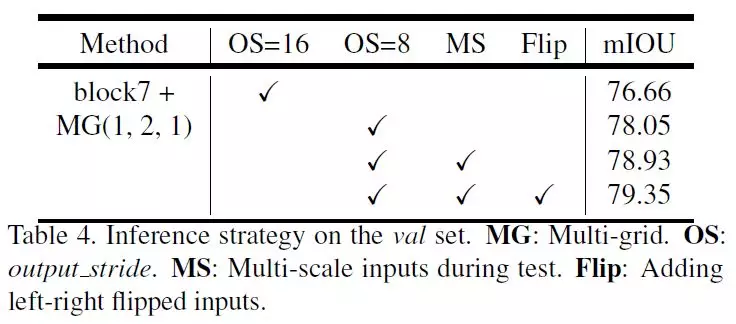 Method OS=16 OS=8 MS Flip mIOU
block7 + ✓ 76.66
MG(1, 2, 1) ✓ 78.05
✓ ✓ 78.93
✓ ✓ ✓ 79.35
Table 4. Inference strategy on the val set. MG: Multi-grid. OS:
output_stride. MS: Multi-scale inputs during test. Flip: Adding
left-right flipped inputs.